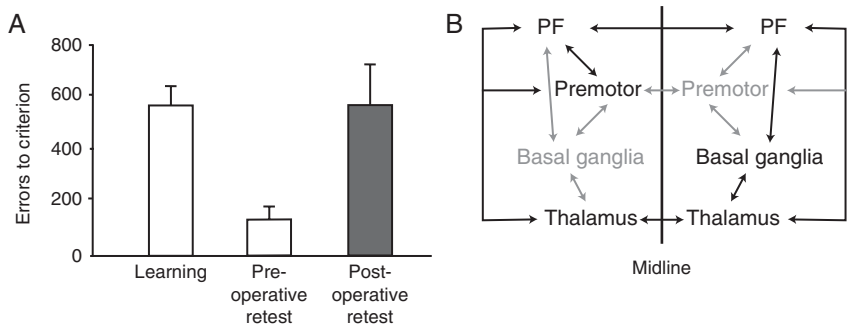 A
Errors to criterion
800
600
400
200
0
Learning
Pre-
operative
retest
Post-
operative
retest
B
PF PF
Premotor Premotor
Basal ganglia Basal ganglia
Thalamus Thalamus
Midline